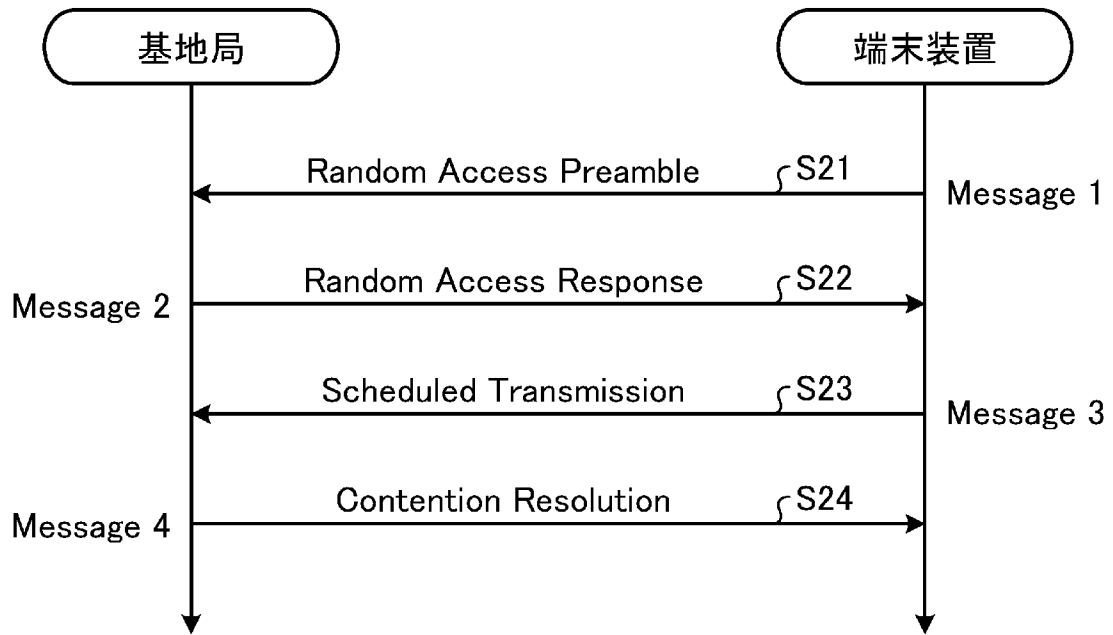 基地局
端末装置
Random Access Preamble
S21
Message 1
Random Access Response
S22
Message 2
Scheduled Transmission
S23
Message 3
Contention Resolution
S24
Message 4